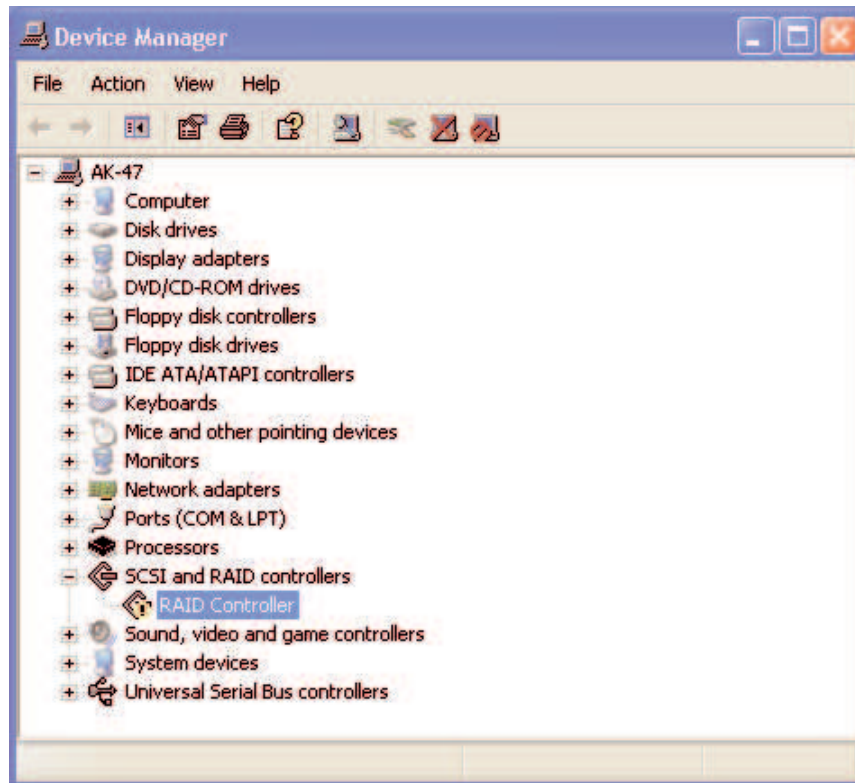 Device Manager
File Action View Help
AK-47
Computer
Disk drives
Display adapters
DVD/CD-ROM drives
Floppy disk controllers
Floppy disk drives
IDE ATA/ATAPI controllers
Keyboards
Mice and other pointing devices
Monitors
Network adapters
Ports (COM & LPT)
Processors
SCSI and RAID controllers
RAID Controller
Sound, video and game controllers
System devices
Universal Serial Bus controllers